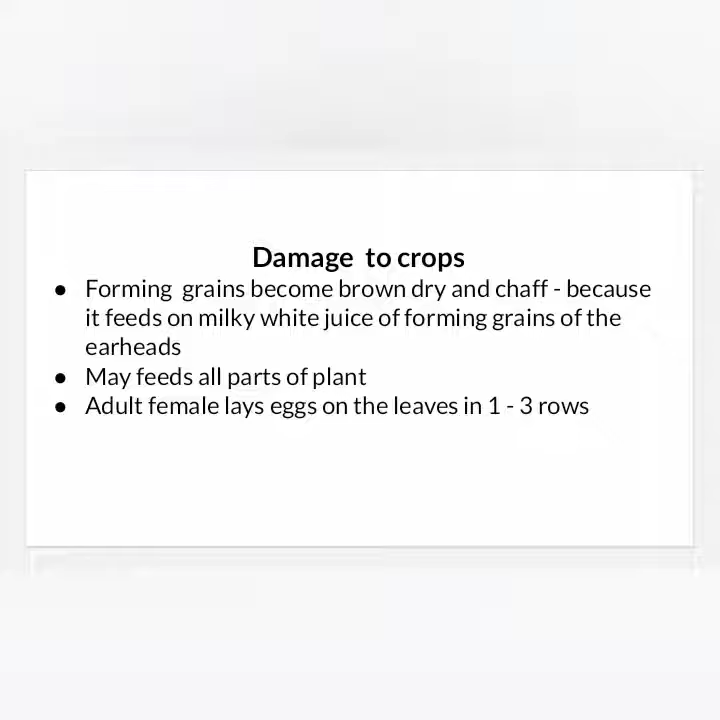 Damage to crops
● Forming grains become brown dry and chaff - because
it feeds on milky white juice of forming grains of the
earheads
● May feeds all parts of plant
● Adult female lays eggs on the leaves in 1 - 3 rows